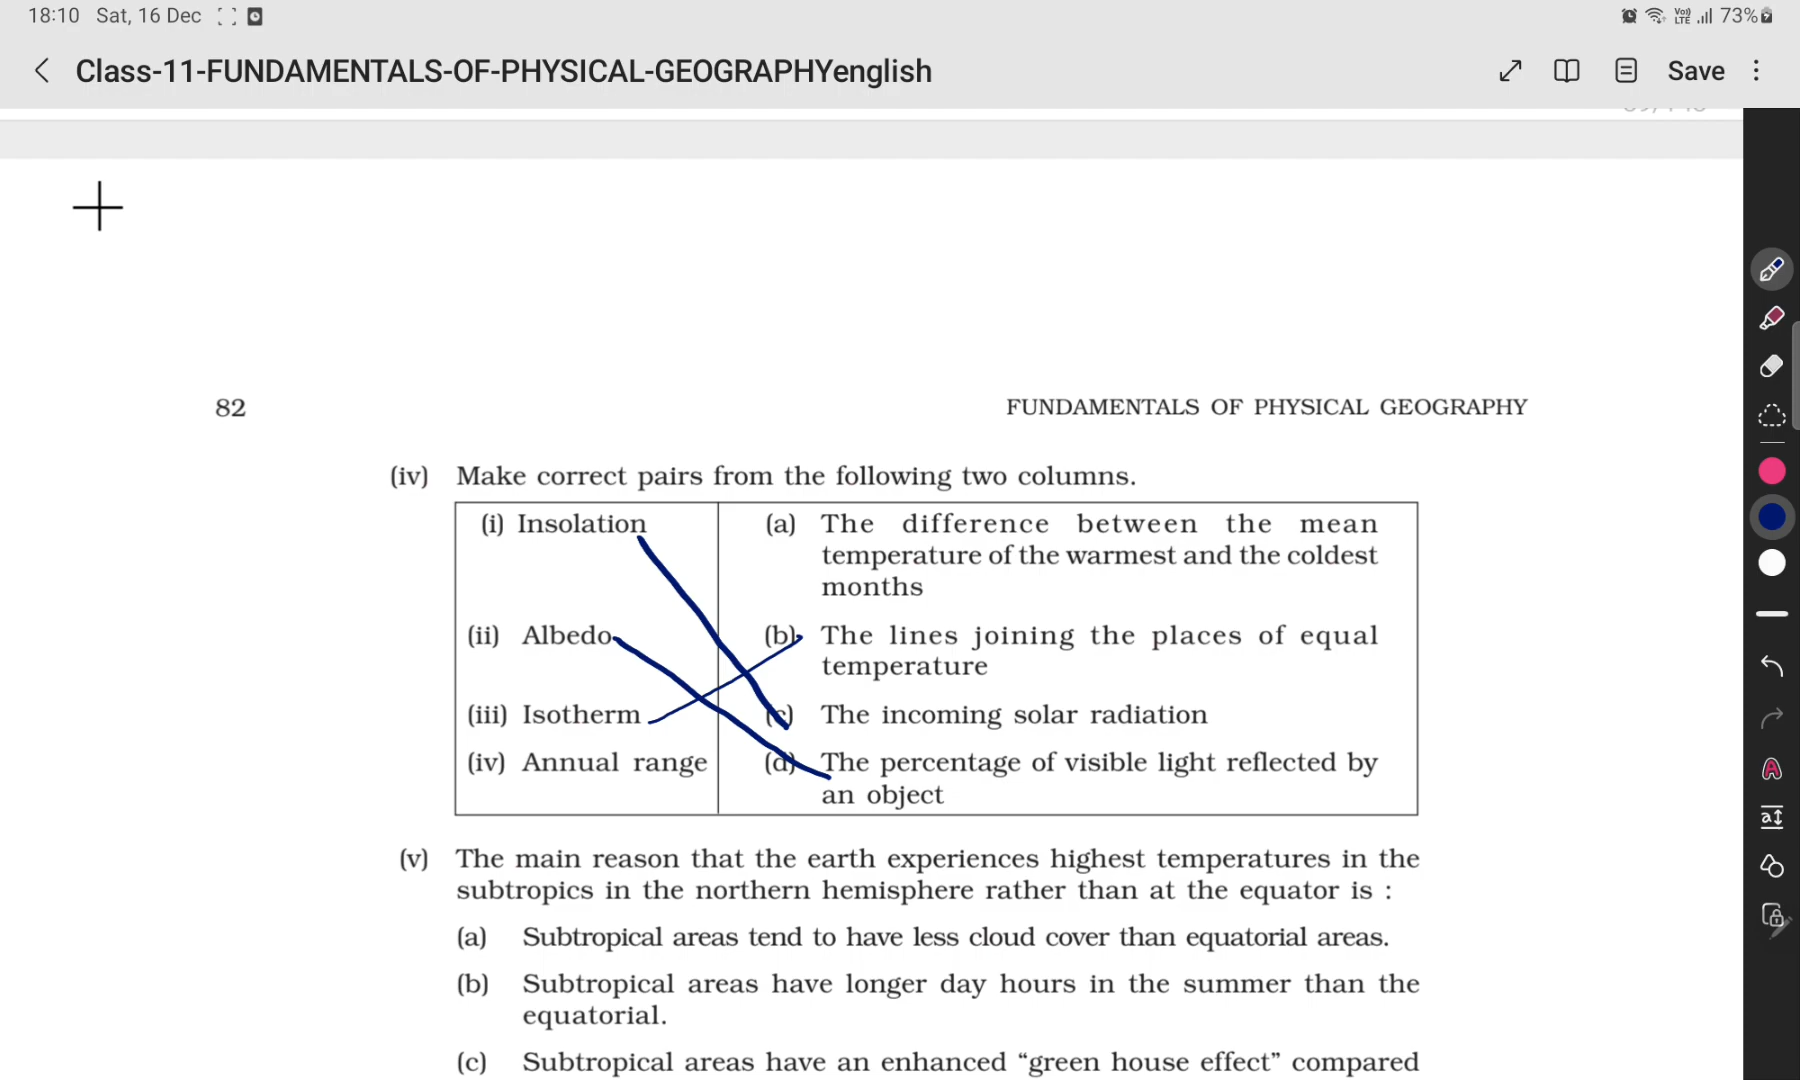 18:10 Sat, 16 Dec
73%
Class-11-FUNDAMENTALS-OF-PHYSICAL-GEOGRAPHYenglish
Save
82
FUNDAMENTALS OF PHYSICAL GEOGRAPHY
(iv) Make correct pairs from the following two columns.
(i) Insolation
(a) The difference between the mean
temperature of the warmest and the coldest
months
(ii) Albedo
(b) The lines joining the places of equal
temperature
(iii) Isotherm
(c) The incoming solar radiation
(iv) Annual range
(d) The percentage of visible light reflected by
an object
(v) The main reason that the earth experiences highest temperatures in the
subtropics in the northern hemisphere rather than at the equator is :
(a) Subtropical areas tend to have less cloud cover than equatorial areas.
(b) Subtropical areas have longer day hours in the summer than the
equatorial.
(c) Subtropical areas have an enhanced “green house effect” compared